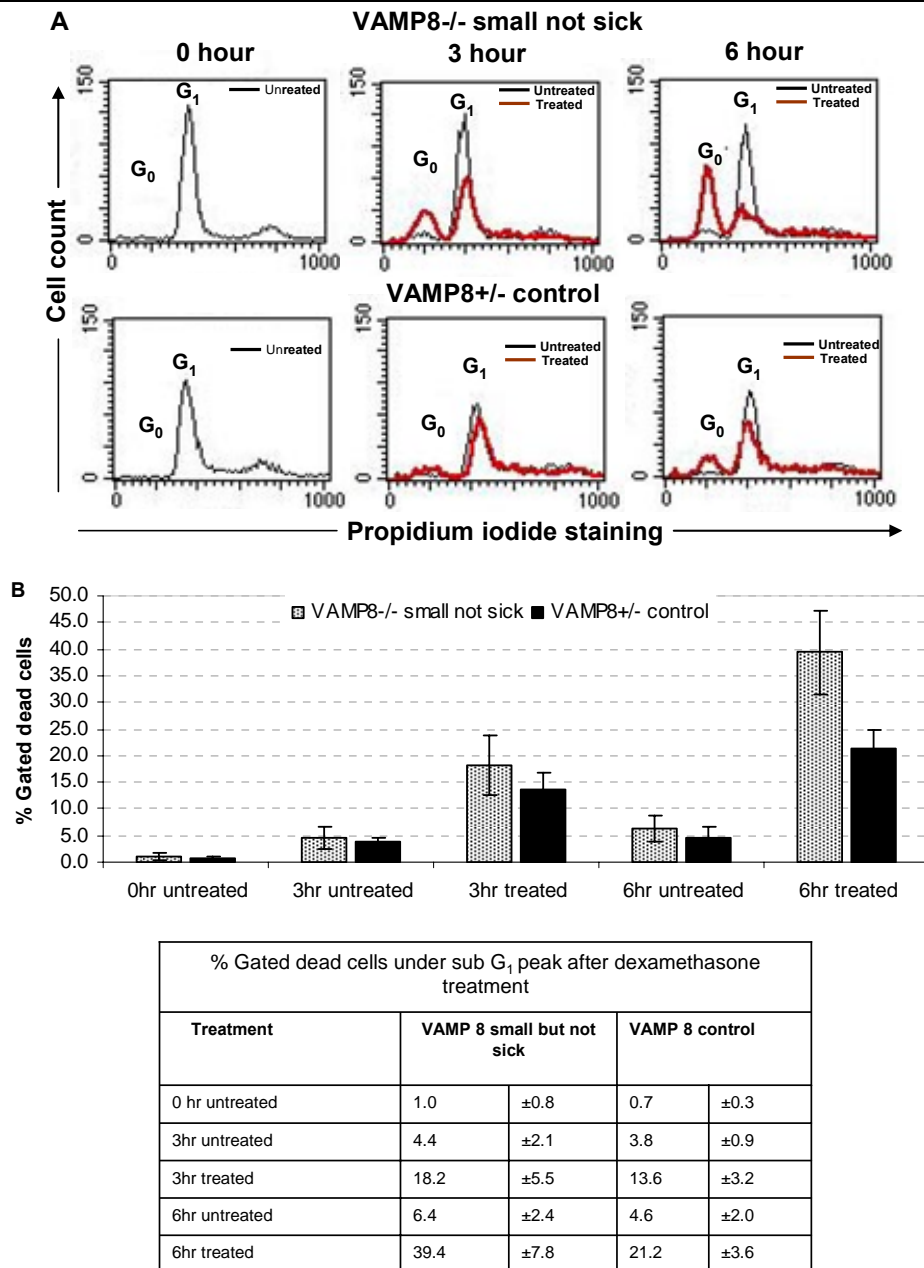 A
VAMP8-/- small not sick
0 hour
3 hour
6 hour
150
0
G1
G0
Unreated
0
1000
150
0
G1
G0
Untreated
Treated
0
1000
150
0
G1
G0
Untreated
Treated
0
1000
Cell count
VAMP8+/- control
150
0
G1
G0
Unreated
0
1000
150
0
G1
G0
Untreated
Treated
0
1000
150
0
G1
G0
Untreated
Treated
0
1000
Propidium iodide staining
B
% Gated dead cells
50.0
45.0
40.0
35.0
30.0
25.0
20.0
15.0
10.0
5.0
0.0
VAMP8-/- small not sick VAMP8+/- control
0hr untreated 3hr untreated 3hr treated 6hr untreated 6hr treated
% Gated dead cells under sub G1 peak after dexamethasone
treatment
Treatment VAMP 8 small but not VAMP 8 control
sick
0 hr untreated 1.0 ±0.8 0.7 ±0.3
3hr untreated 4.4 ±2.1 3.8 ±0.9
3hr treated 18.2 ±5.5 13.6 ±3.2
6hr untreated 6.4 ±2.4 4.6 ±2.0
6hr treated 39.4 ±7.8 21.2 ±3.6